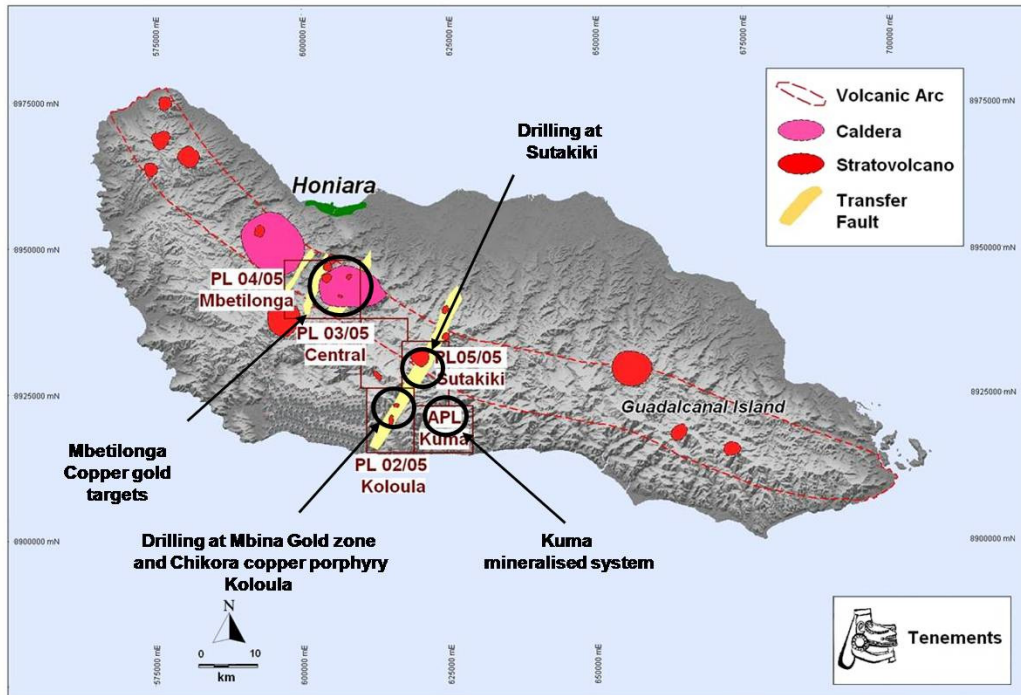 575000 mE
600000 mE
625000 mE
650000 mE
675000 mE
700000 mE
8975000 mN
8975000 mN
Volcanic Arc
Caldera
Stratovolcano
Transfer
Fault
Drilling at
Sutakiki
Honiara
8950000 mN
8950000 mN
PL 04/05
Mbetilonga
PL 03/05
Central
PL05/05
Sutakiki
8925000 mN
8925000 mN
Guadalcanal Island
APL
Kuma
PL 02/05
Koloula
Mbetilonga
Copper gold
targets
Drilling at Mbina Gold zone
and Chikora copper porphyry
Koloula
Kuma
mineralised system
8900000 mN
8900000 mN
N
0 10
km
Tenements
575000 mE
600000 mE
625000 mE
650000 mE
675000 mE
700000 mE